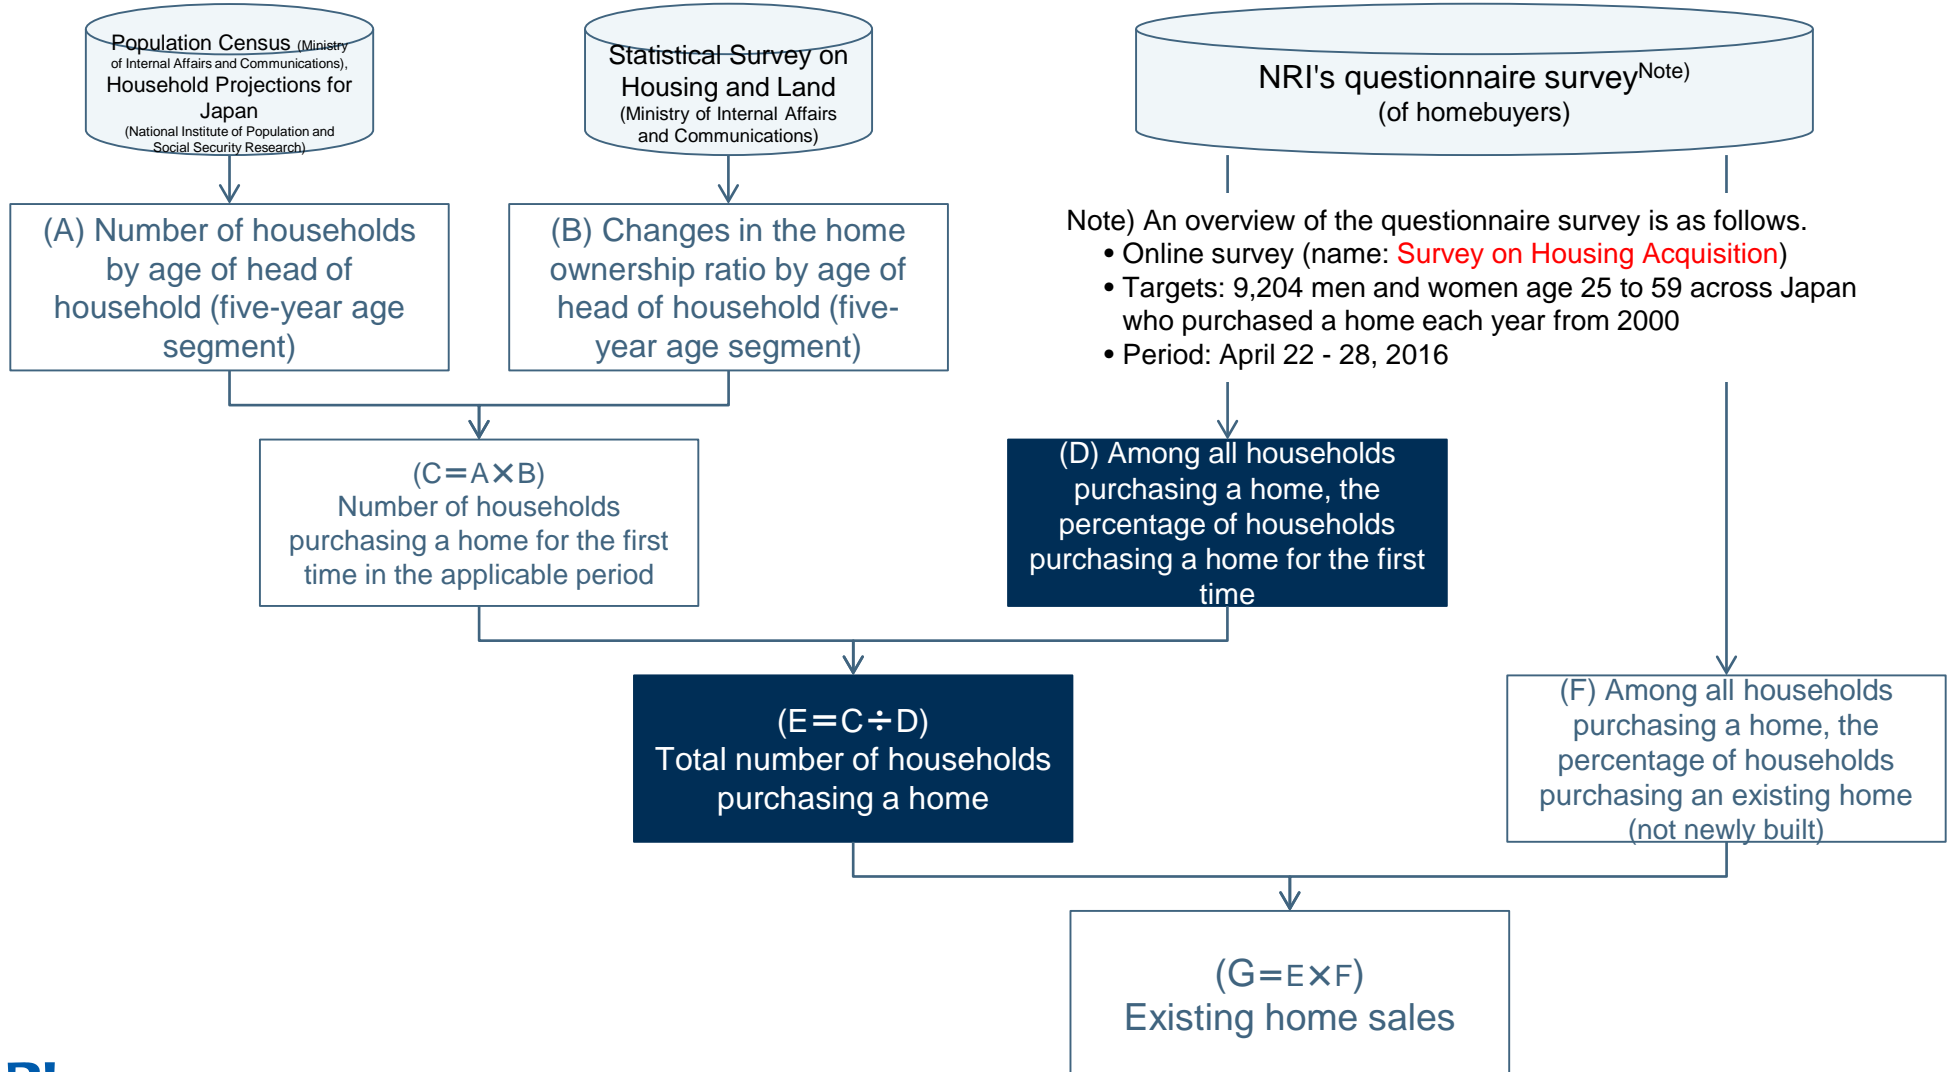 Population Census (Ministry
of Internal Affairs and Communications),
Household Projections for
Japan
(National Institute of Population and
Social Security Research)
Statistical Survey on
Housing and Land
(Ministry of Internal Affairs
and Communications)
NRI's questionnaire survey Note)
(of homebuyers)
(A) Number of households
by age of head of
household (five-year age
segment)
(B) Changes in the home
ownership ratio by age of
head of household (five-
year age segment)
Note) An overview of the questionnaire survey is as follows.
• Online survey (name: Survey on Housing Acquisition)
• Targets: 9,204 men and women age 25 to 59 across Japan
who purchased a home each year from 2000
• Period: April 22 - 28, 2016
(C=A×B)
Number of households
purchasing a home for the first
time in the applicable period
(D) Among all households
purchasing a home, the
percentage of households
purchasing a home for the first
time
(E=C÷D)
Total number of households
purchasing a home
(F) Among all households
purchasing a home, the
percentage of households
purchasing an existing home
(not newly built)
(G=E×F)
Existing home sales